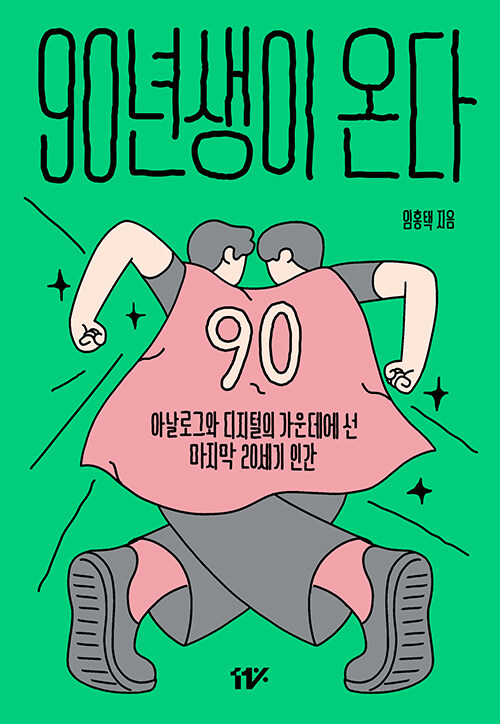 90년생이 온다
임홍택 지음
90
아날로그와 디지털의 가운데에 선
마지막 20세기 인간
11%